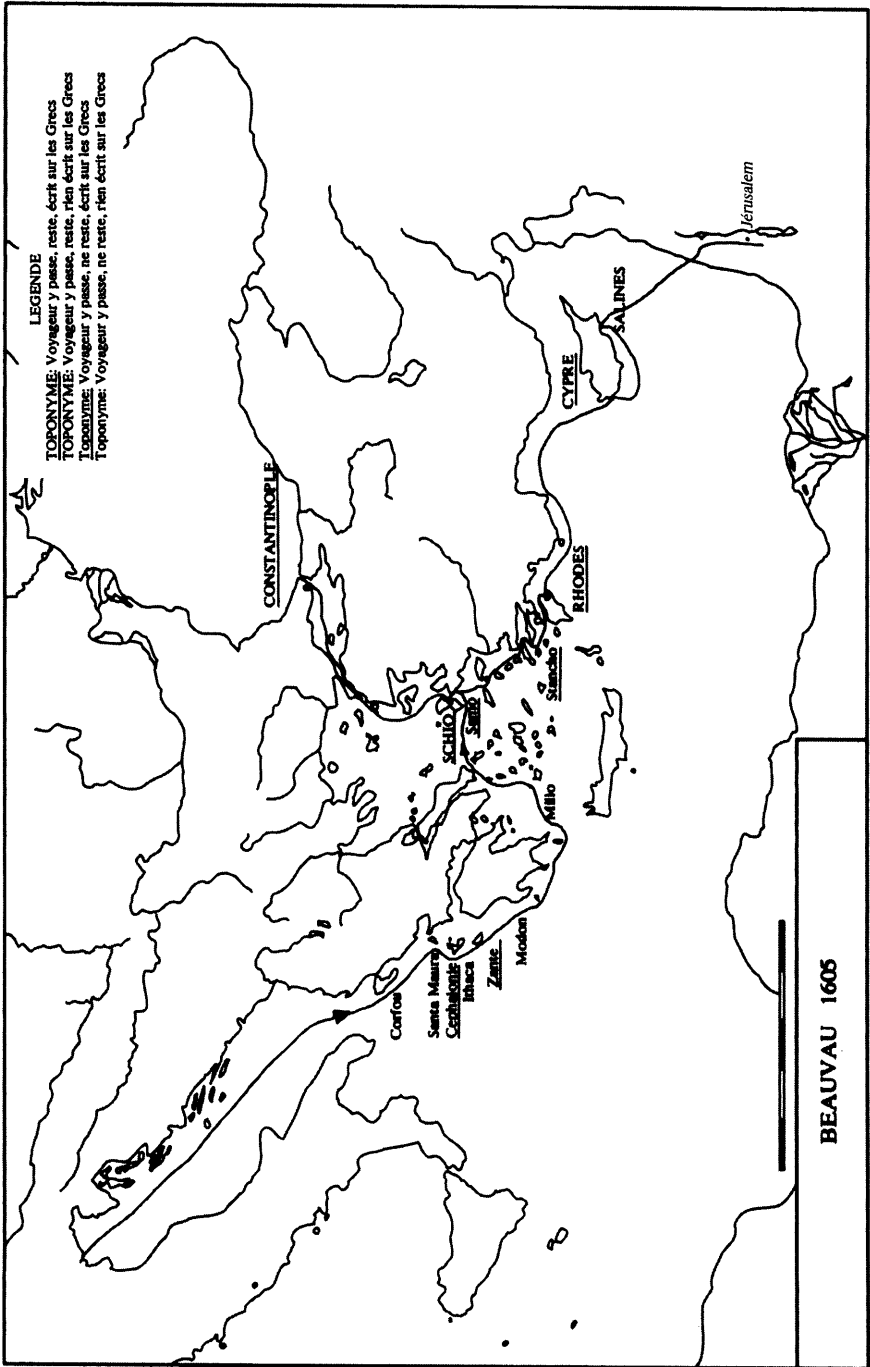 LEGENDE
TOPONYME: Voyageur y passe, reste, écrit sur les Grecs
TOPONYME: Voyageur y passe, reste, rien écrit sur les Grecs
Toponyme: Voyageur y passe, ne reste, écrit sur les Grecs
Toponyme: Voyageur y passe, ne reste, rien écrit sur les Grecs
CONSTANTINOPLE
Corfou
Santa Maura
Cephalonie
Ithaca
Zante
Modon
Milo
SCHIO
Samo
Stancho
RHODES
CYPRE
SALINES
Jérusalem
BEAUVAU 1605